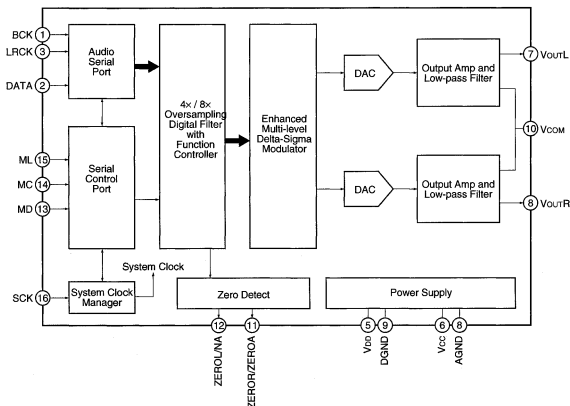 BCK 1
LRCK 3
DATA 2
ML 15
MC 14
MD 13
SCK 16
Audio
Serial
Port
Serial
Control
Port
System Clock
Manager
System Clock
4x / 8x
Oversampling
Digital Filter
with
Function
Controller
Enhanced
Multi-level
Delta-Sigma
Modulator
DAC
DAC
Output Amp and
Low-pass Filter
Output Amp and
Low-pass Filter
7 VOUTL
10 VCOM
8 VOUTR
Zero Detect
Power Supply
12
11
5
9
6
8
ZEROL/NA
ZEROR/ZEROA
VDD
DGND
VCC
AGND